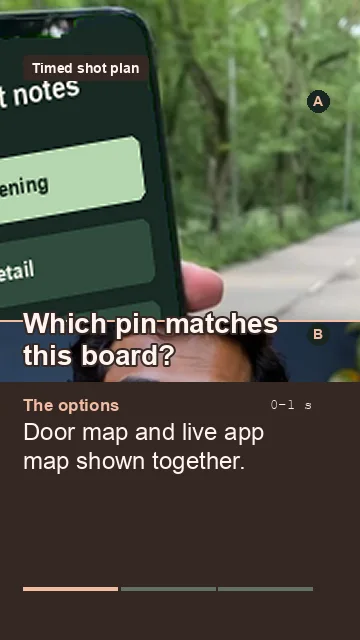 Timed shot plan
t notes
ening
etail
A
Which pin matches
this board?
B
The options
0–1 s
Door map and live app
map shown together.